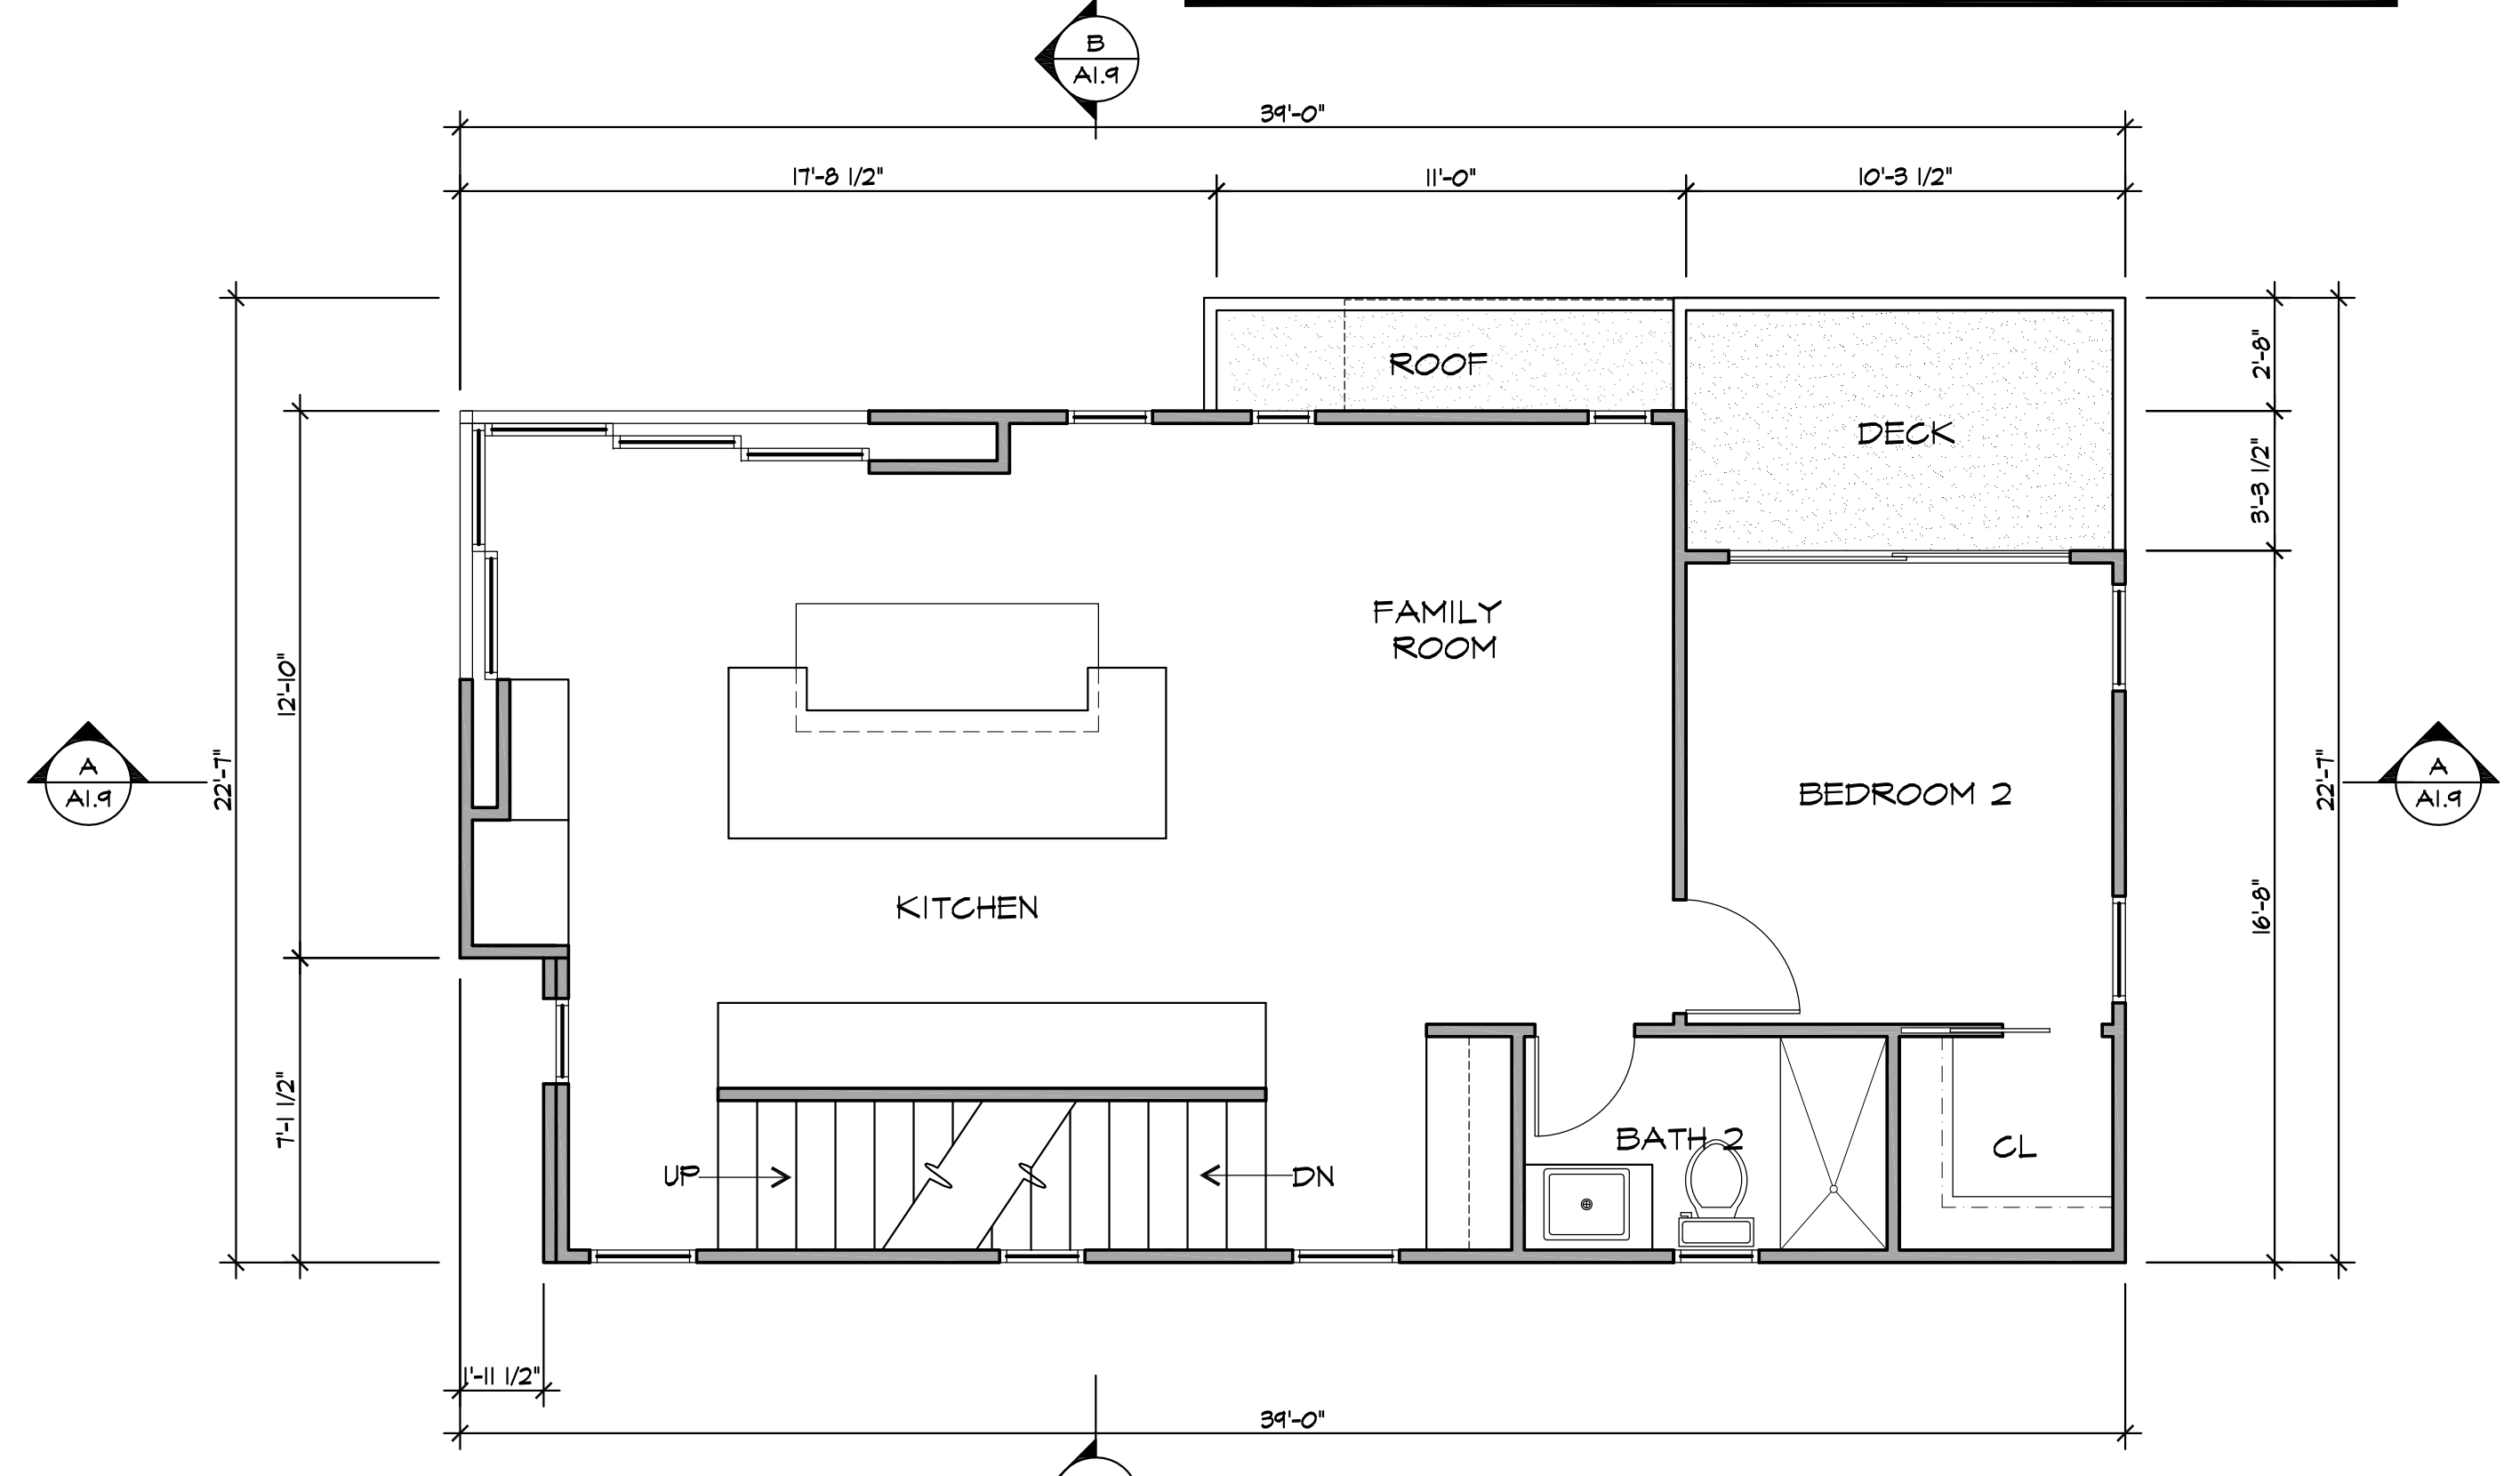 B
A1.9
39'-0"
17'-8 1/2"
11'-0"
10'-3 1/2"
ROOF
2'-8"
DECK
3'-3 1/2"
FAMILY
ROOM
12'-10"
22'-7"
A
A1.9
BEDROOM 2
22'-7"
A
A1.9
KITCHEN
16'-8"
7'-1 1/2"
UP
DN
BATH 2
CL
1'-11 1/2"
39'-0"